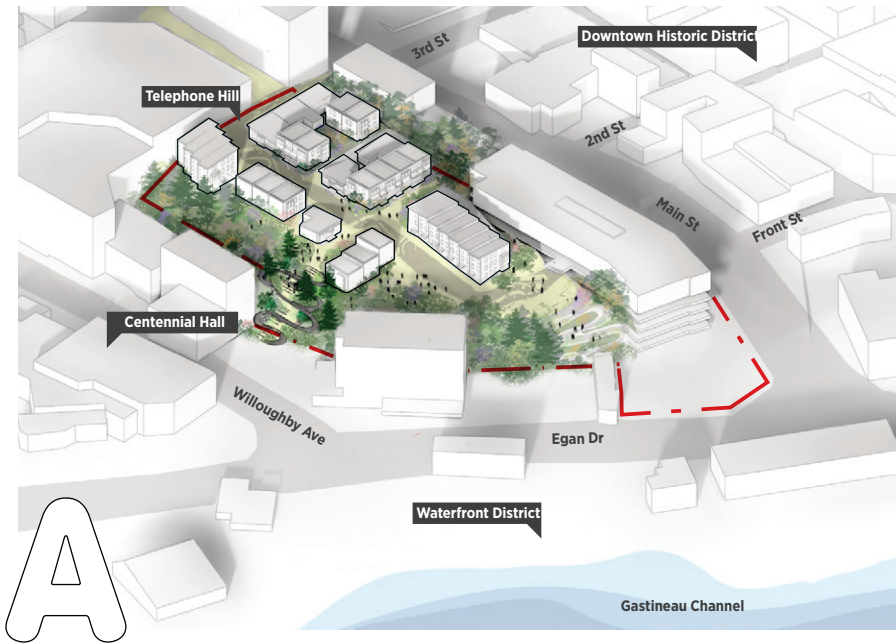 3rd St
Downtown Historic District
Telephone Hill
2nd St
Main St
Front St
Centennial Hall
Willoughby Ave
Egan Dr
Waterfront District
Gastineau Channel
A